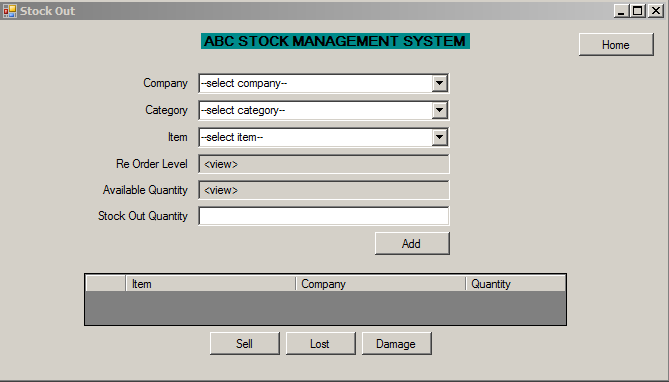 Stock Out
ABC STOCK MANAGEMENT SYSTEM
Home
Company --select company--
Category --select category--
Item --select item--
Re Order Level <view>
Available Quantity <view>
Stock Out Quantity
Add
Item Company Quantity
Sell Lost Damage